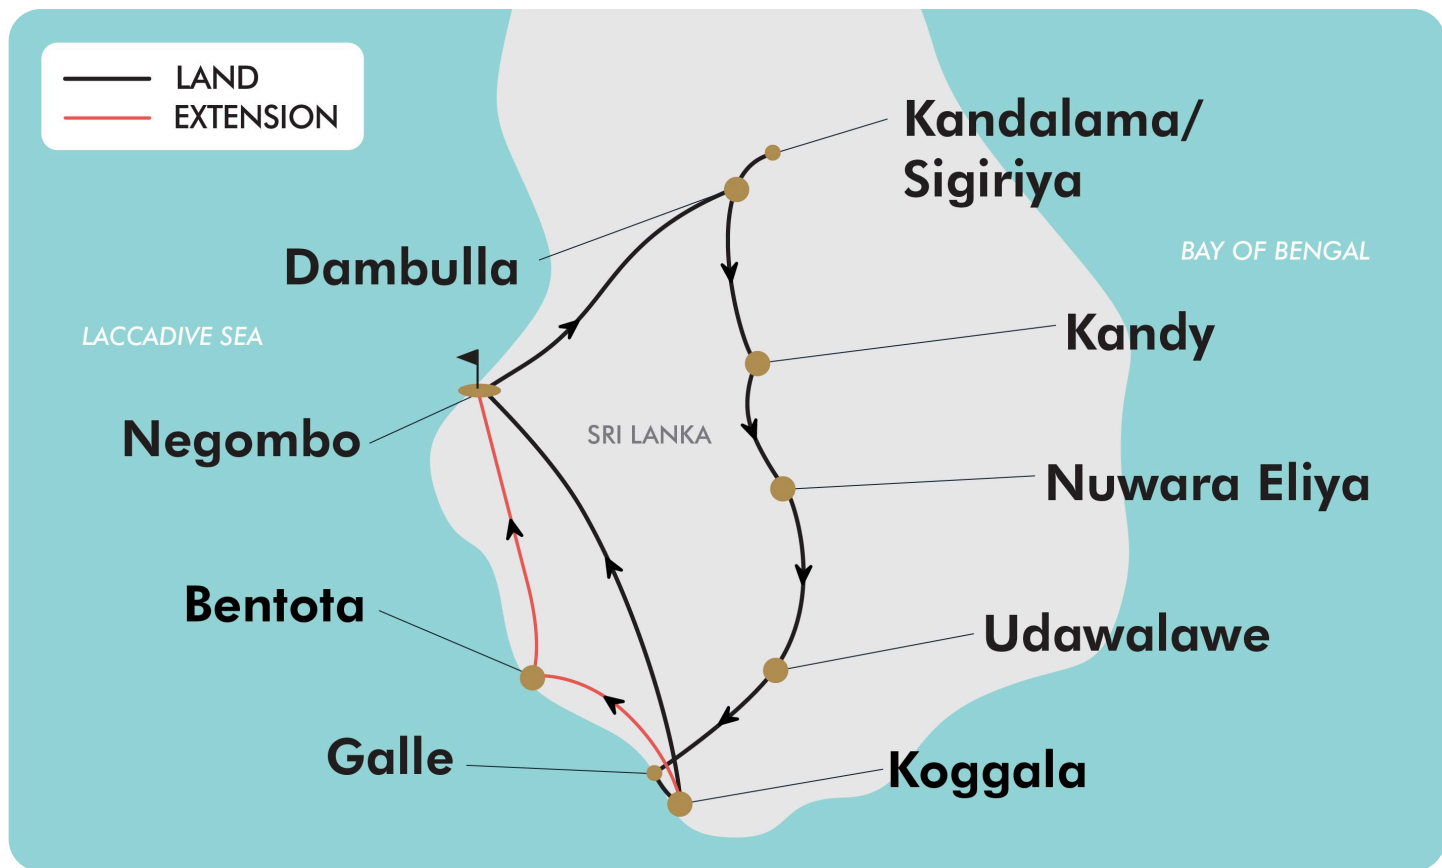 LAND
EXTENSION
Kandalama/
Sigiriya
BAY OF BENGAL
Dambulla
LACCADIVE SEA
Kandy
Negombo
SRI LANKA
Nuwara Eliya
Bentota
Udawalawe
Galle
Koggala